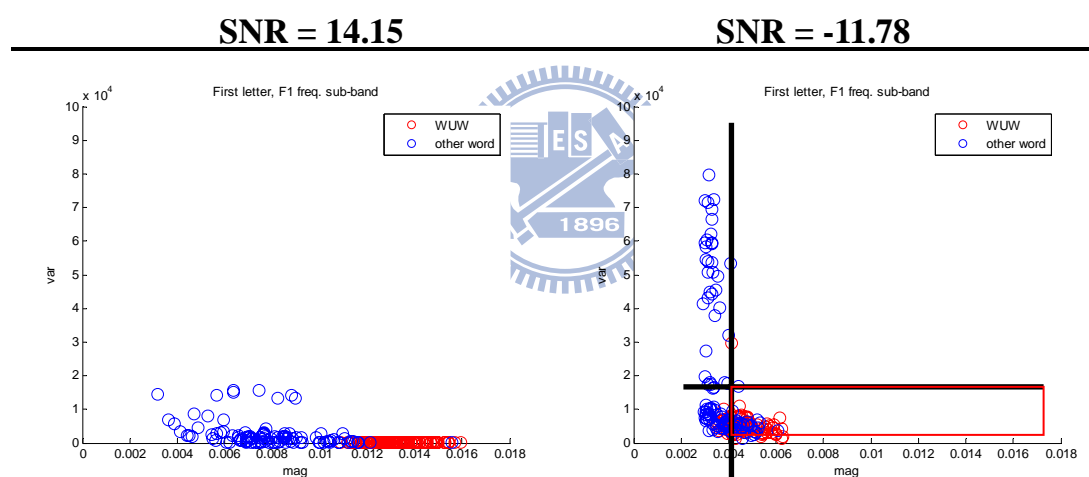 SNR = 14.15
SNR = -11.78
First letter, F1 freq. sub-band
x 10^4
10
9
8
7
6
5
4
3
2
1
0
var
0
0.002
0.004
0.006
0.008
0.01
0.012
0.014
0.016
0.018
mag
WUW
other word
E S
A
1896
First letter, F1 freq. sub-band
x 10^4
10
9
8
7
6
5
4
3
2
1
0
var
0
0.002
0.004
0.006
0.008
0.01
0.012
0.014
0.016
0.018
mag
WUW
other word